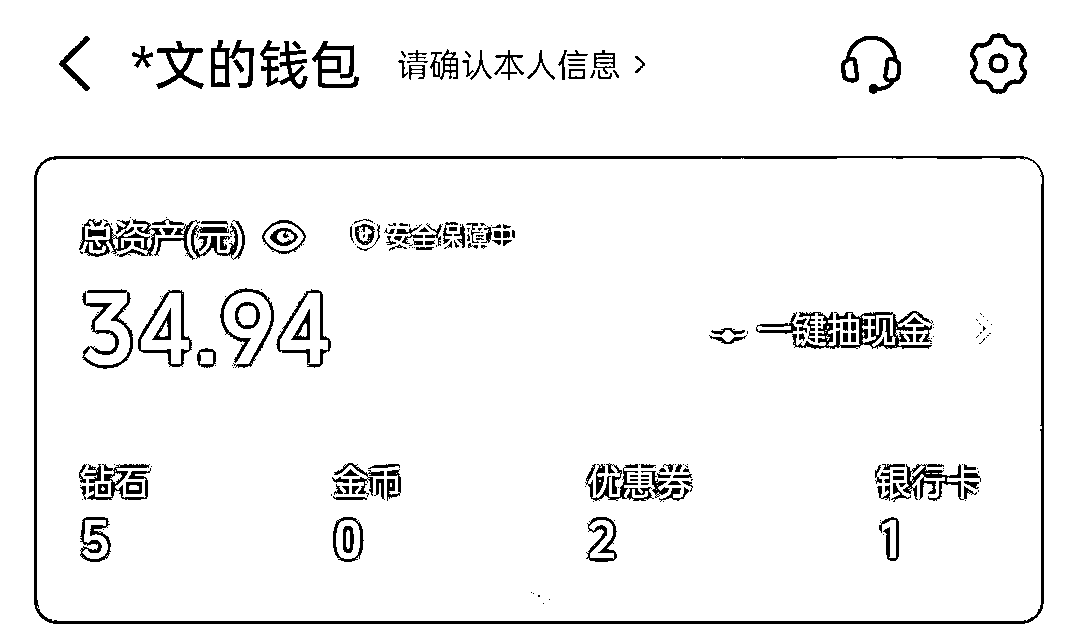 *文的钱包 请确认本人信息 >
总资产(元) 安全保障中
34.94 一键抽现金 >
钻石 金币 优惠券 银行卡
5 0 2 1